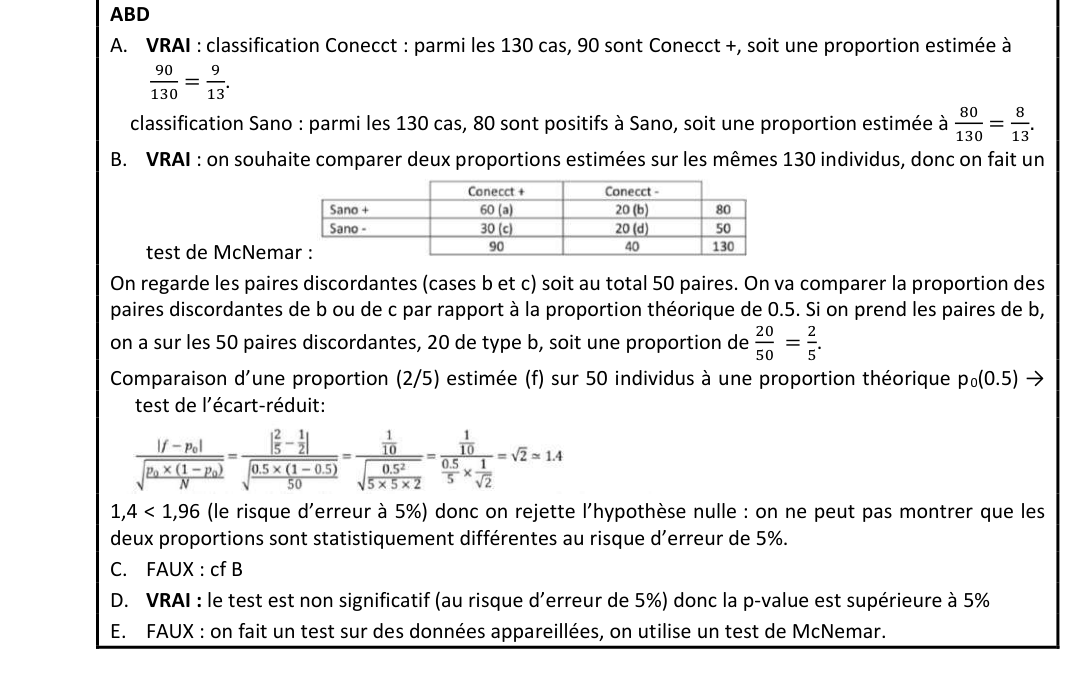 ABD
A. VRAI : classification Conecct : parmi les 130 cas, 90 sont Conecct +, soit une proportion estimée à
90/130 = 9/13.
classification Sano : parmi les 130 cas, 80 sont positifs à Sano, soit une proportion estimée à 80/130 = 8/13.
B. VRAI : on souhaite comparer deux proportions estimées sur les mêmes 130 individus, donc on fait un
Conecct + Conecct -
Sano + 60 (a) 20 (b) 80
Sano - 30 (c) 20 (d) 50
90 40 130
test de McNemar :
On regarde les paires discordantes (cases b et c) soit au total 50 paires. On va comparer la proportion des
paires discordantes de b ou de c par rapport à la proportion théorique de 0.5. Si on prend les paires de b,
on a sur les 50 paires discordantes, 20 de type b, soit une proportion de 20/50 = 2/5.
Comparaison d’une proportion (2/5) estimée (f) sur 50 individus à une proportion théorique p₀(0.5) →
test de l’écart-réduit:
|f − p₀| / √(p₀ × (1 − p₀) / N) = |2/5 − 1/2| / √(0.5 × (1 − 0.5) / 50) = (1/10) / √(0.5² / (5 × 5 × 2)) = (1/10) / (0.5/5 × 1/√2) = √2 ≃ 1.4
1,4 < 1,96 (le risque d’erreur à 5%) donc on rejette l’hypothèse nulle : on ne peut pas montrer que les
deux proportions sont statistiquement différentes au risque d’erreur de 5%.
C. FAUX : cf B
D. VRAI : le test est non significatif (au risque d’erreur de 5%) donc la p-value est supérieure à 5%
E. FAUX : on fait un test sur des données appareillées, on utilise un test de McNemar.